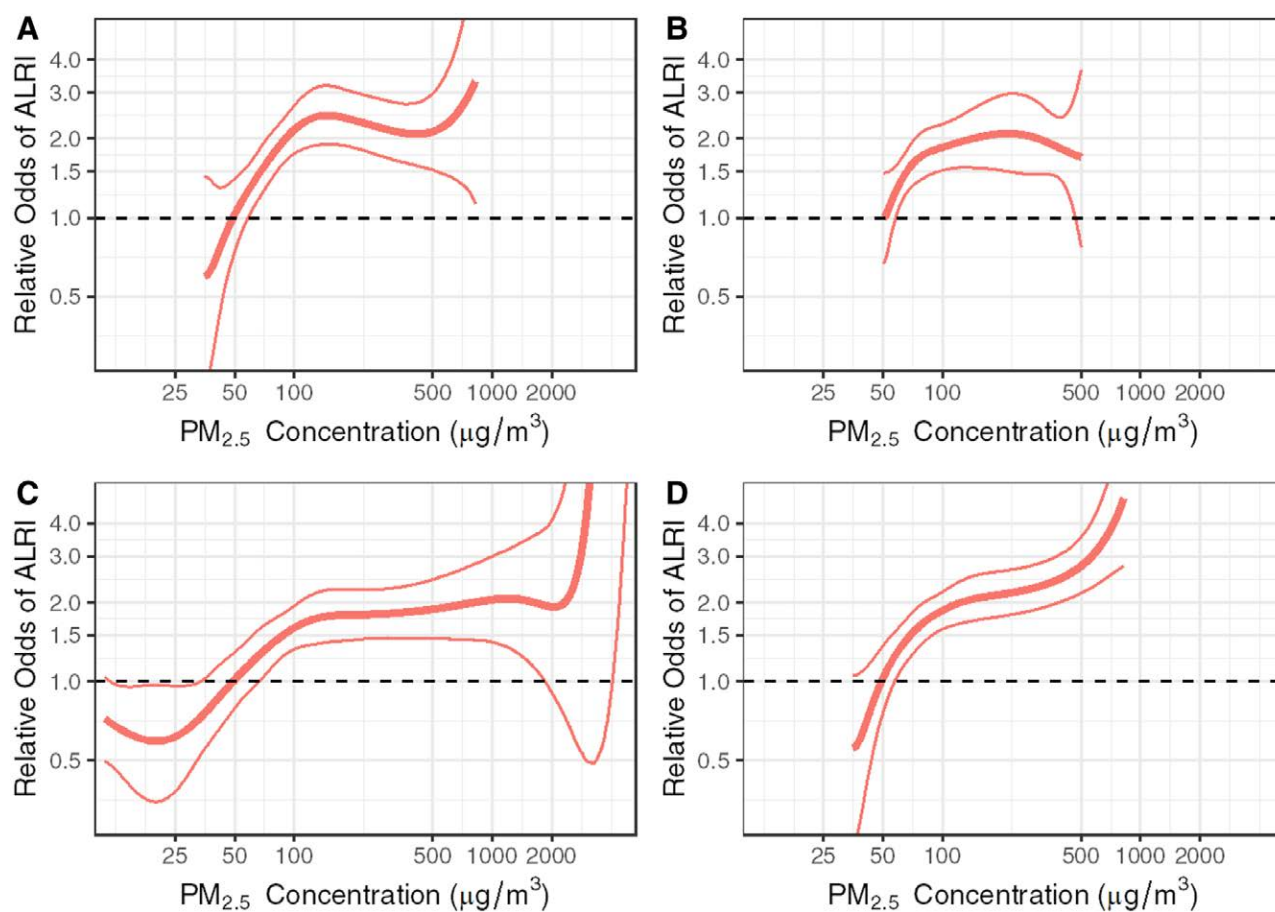 A
Relative Odds of ALRI
4.0
3.0
2.0
1.5
1.0
0.5
25 50 100 500 1000 2000
PM₂.₅ Concentration (μg/m³)
B
Relative Odds of ALRI
4.0
3.0
2.0
1.5
1.0
0.5
25 50 100 500 1000 2000
PM₂.₅ Concentration (μg/m³)
C
Relative Odds of ALRI
4.0
3.0
2.0
1.5
1.0
0.5
25 50 100 500 1000 2000
PM₂.₅ Concentration (μg/m³)
D
Relative Odds of ALRI
4.0
3.0
2.0
1.5
1.0
0.5
25 50 100 500 1000 2000
PM₂.₅ Concentration (μg/m³)